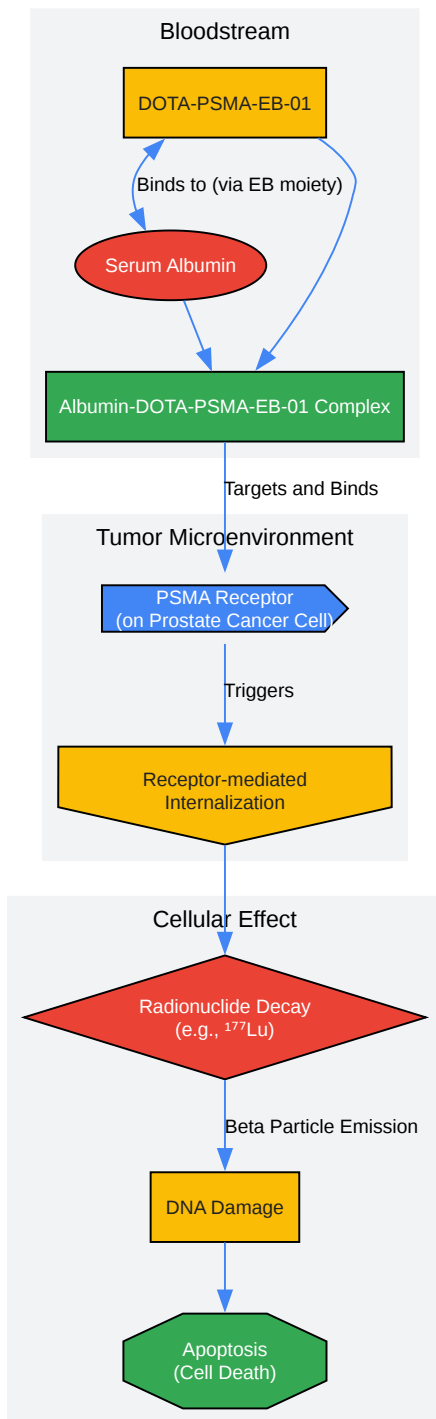 Bloodstream
DOTA-PSMA-EB-01
Binds to (via EB moiety)
Serum Albumin
Albumin-DOTA-PSMA-EB-01 Complex
Targets and Binds
Tumor Microenvironment
PSMA Receptor
(on Prostate Cancer Cell)
Triggers
Receptor-mediated
Internalization
Cellular Effect
Radionuclide Decay
(e.g., ¹⁷⁷Lu)
Beta Particle Emission
DNA Damage
Apoptosis
(Cell Death)